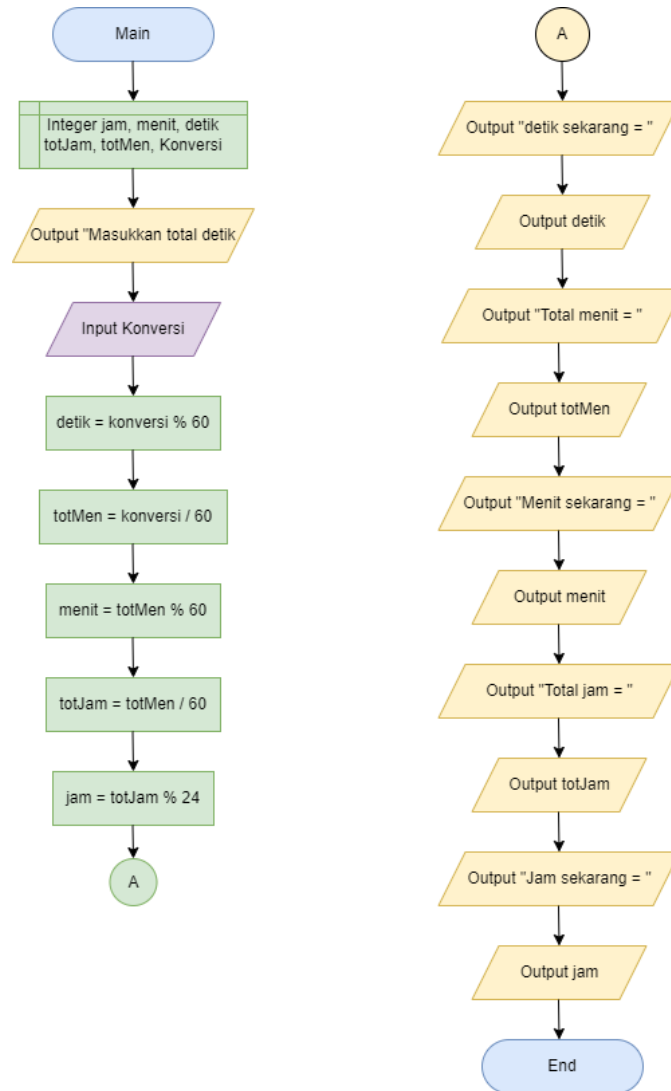 Main
Integer jam, menit, detik
totJam, totMen, Konversi
Output "Masukkan total detik
Input Konversi
detik = konversi % 60
totMen = konversi / 60
menit = totMen % 60
totJam = totMen / 60
jam = totJam % 24
A
A
Output "detik sekarang = "
Output detik
Output "Total menit = "
Output totMen
Output "Menit sekarang = "
Output menit
Output "Total jam = "
Output totJam
Output "Jam sekarang = "
Output jam
End